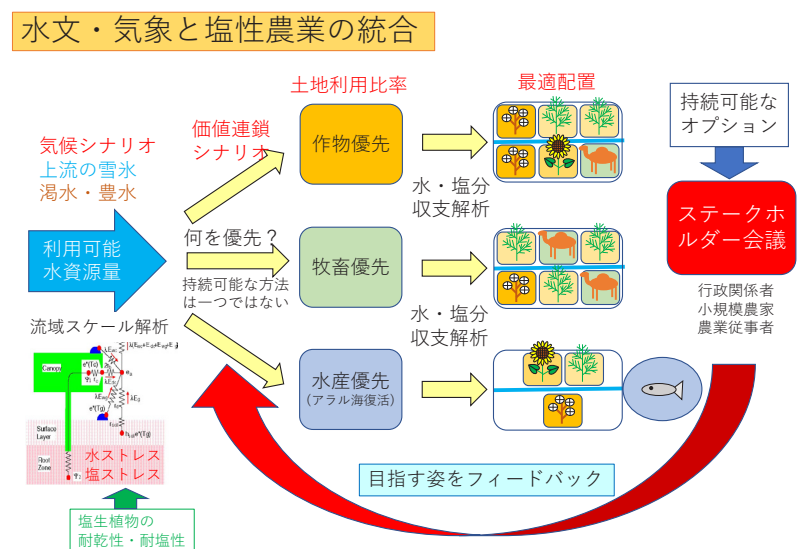 水文・気象と塩性農業の統合
気候シナリオ
上流の雪氷
渇水・豊水
利用可能
水資源量
流域スケール解析
Canopy
Surface
Layer
Root
Zone
水ストレス
塩ストレス
塩生植物の
耐乾性・耐塩性
価値連鎖
シナリオ
何を優先？
持続可能な方法
は一つではない
土地利用比率
作物優先
牧畜優先
水産優先
(アラル海復活)
水・塩分
収支解析
水・塩分
収支解析
最適配置
持続可能な
オプション
ステークホ
ルダー会議
行政関係者
小規模農家
農業従事者
目指す姿をフィードバック